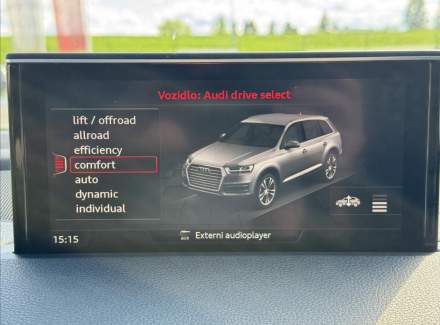 Vozidlo: Audi drive select
lift / offroad
allroad
efficiency
comfort
auto
dynamic
individual
15:15
Externí audioplayer